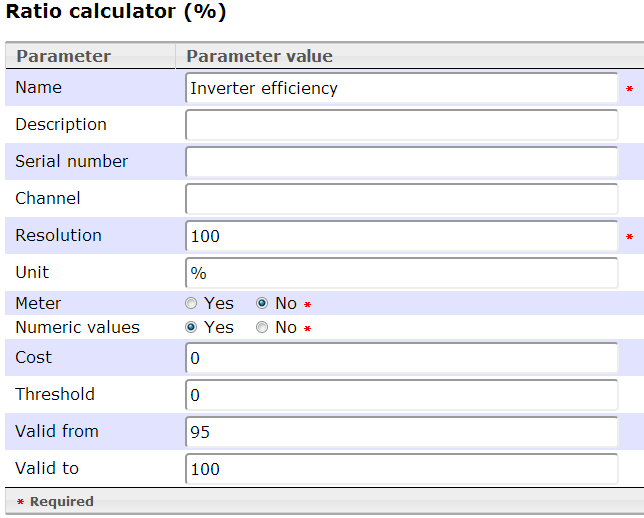 Ratio calculator (%)
Parameter Parameter value
Name Inverter efficiency *
Description
Serial number
Channel
Resolution 100 *
Unit %
Meter Yes No *
Numeric values Yes No *
Cost 0
Threshold 0
Valid from 95
Valid to 100
* Required